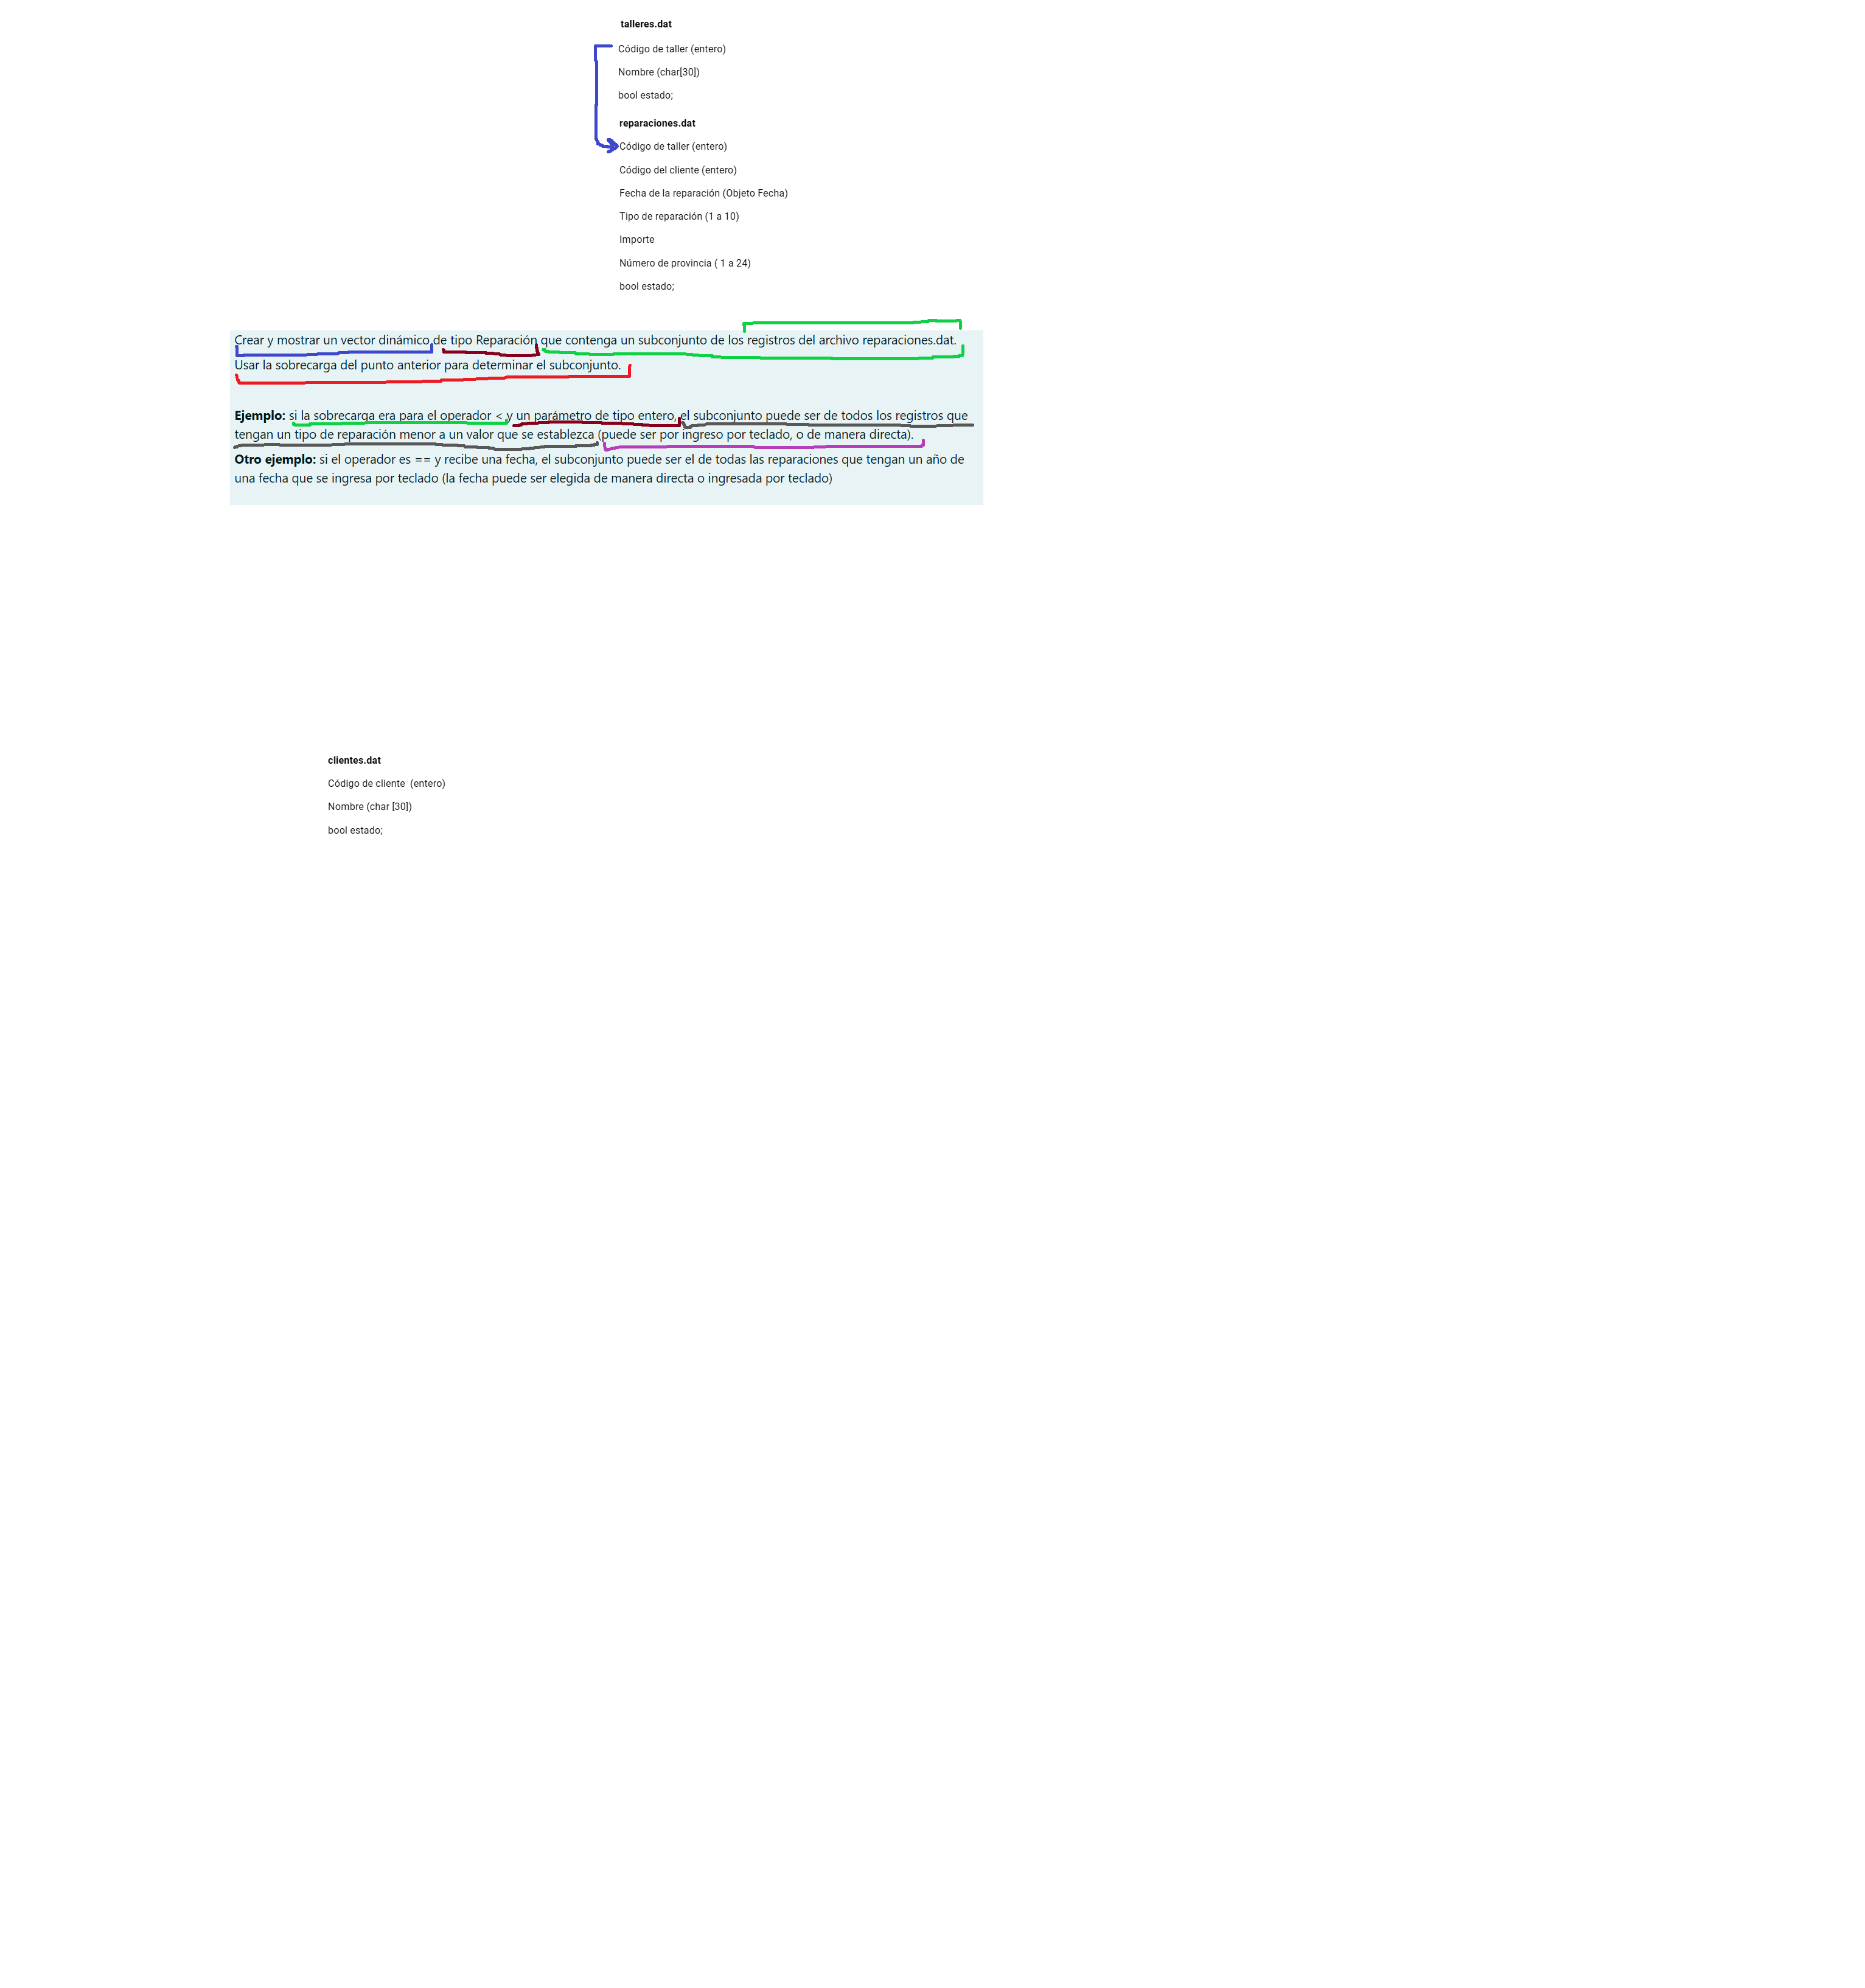 talleres.dat
Código de taller (entero)
Nombre (char[30])
bool estado;
reparaciones.dat
Código de taller (entero)
Código del cliente (entero)
Fecha de la reparación (Objeto Fecha)
Tipo de reparación (1 a 10)
Importe
Número de provincia ( 1 a 24)
bool estado;
Crear y mostrar un vector dinámico de tipo Reparación que contenga un subconjunto de los registros del archivo reparaciones.dat.
Usar la sobrecarga del punto anterior para determinar el subconjunto.
Ejemplo: si la sobrecarga era para el operador < y un parámetro de tipo entero, el subconjunto puede ser de todos los registros que
tengan un tipo de reparación menor a un valor que se establezca (puede ser por ingreso por teclado, o de manera directa).
Otro ejemplo: si el operador es == y recibe una fecha, el subconjunto puede ser el de todas las reparaciones que tengan un año de
una fecha que se ingresa por teclado (la fecha puede ser elegida de manera directa o ingresada por teclado)
clientes.dat
Código de cliente  (entero)
Nombre (char [30])
bool estado;